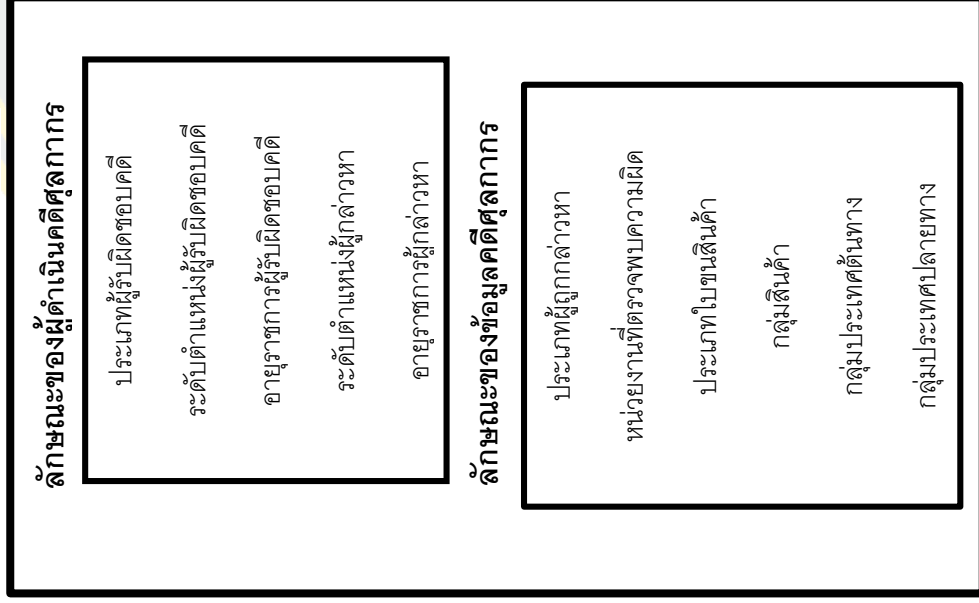 ลักษณะของผู้ดำเนินคดีศุลกากร
ประเภทผู้รับผิดชอบคดี
ระดับตำแหน่งผู้รับผิดชอบคดี
อายุราชการผู้รับผิดชอบคดี
ระดับตำแหน่งผู้กล่าวหา
อายุราชการผู้กล่าวหา
ลักษณะของข้อมูลคดีศุลกากร
ประเภทผู้ถูกกล่าวหา
หน่วยงานที่ตรวจพบความผิด
ประเภทใบขนสินค้า
กลุ่มสินค้า
กลุ่มประเทศต้นทาง
กลุ่มประเทศปลายทาง